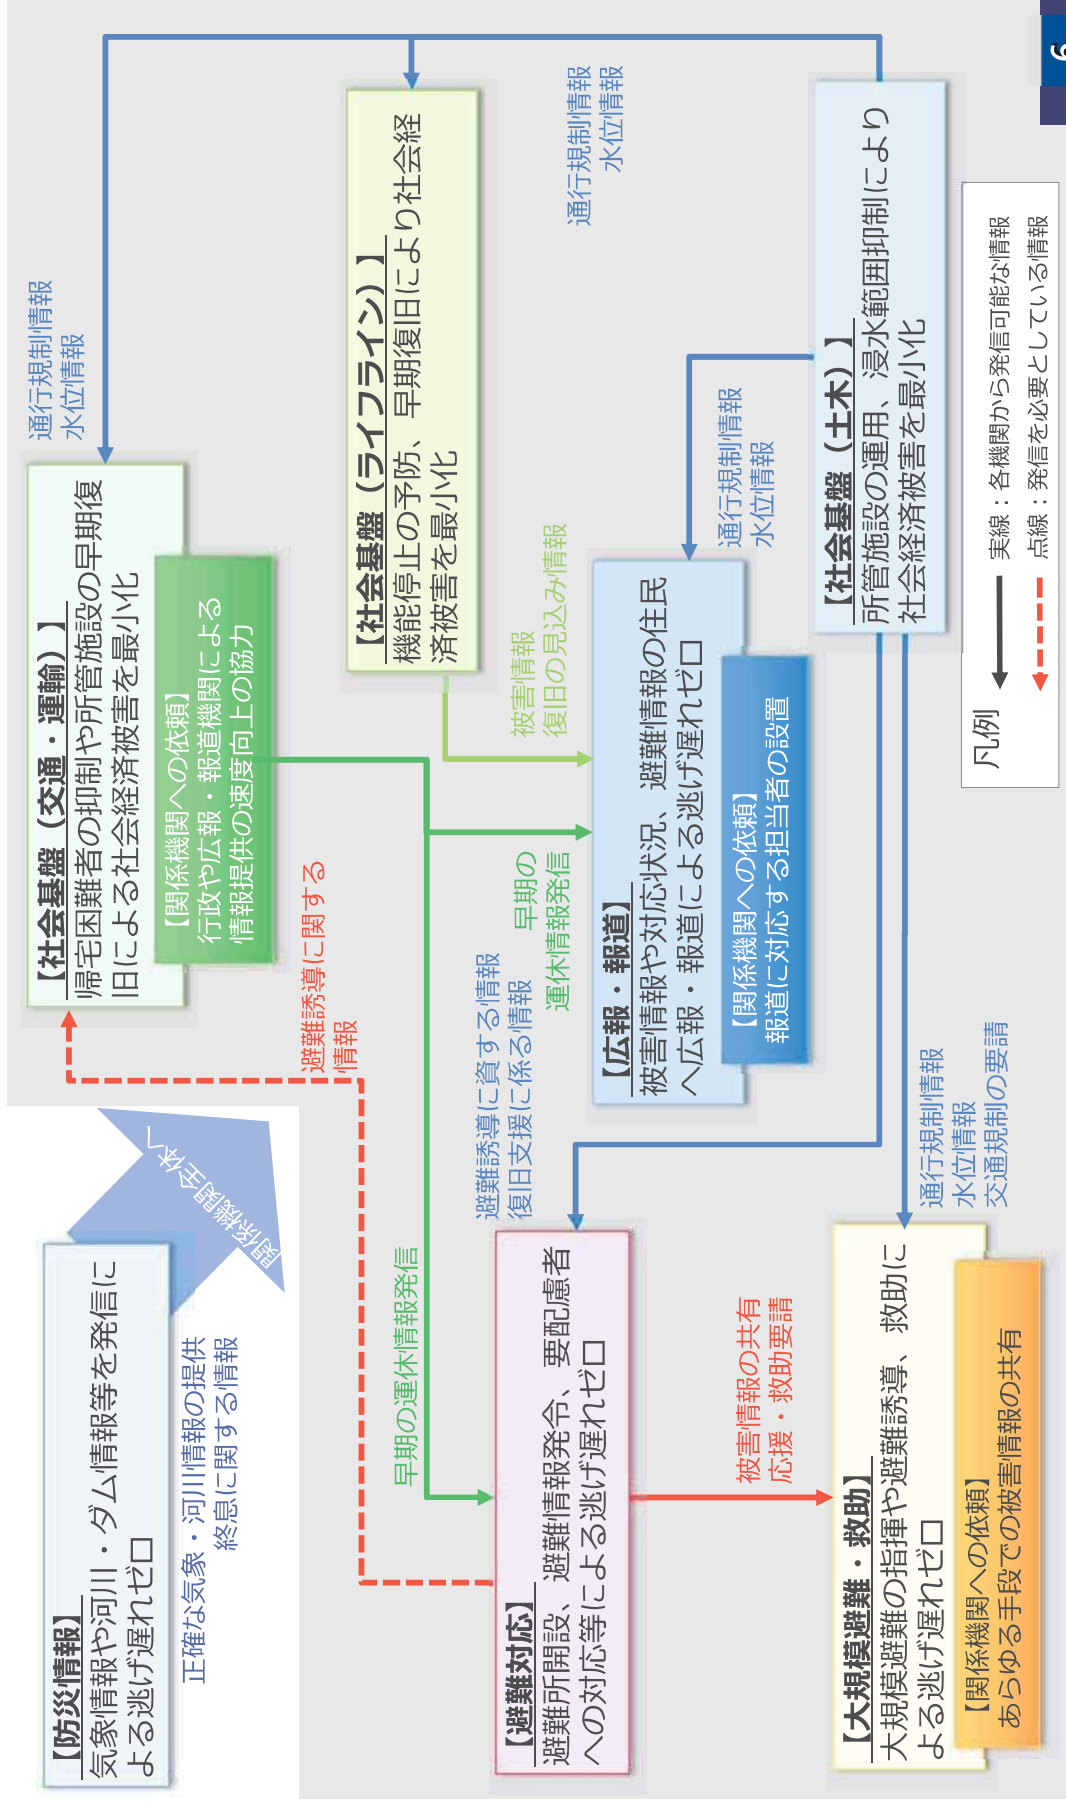 【防災情報】
気象情報や河川・ダム情報等を発信に
よる逃げ遅れゼロ
正確な気象・河川情報の提供
終息に関する情報
関係機関全体へ
【社会基盤（交通・運輸）】
帰宅困難者の抑制や所管施設の早期復
旧による社会経済被害を最小化
【関係機関への依頼】
行政や広報・報道機関による
情報提供の速度向上の協力
通行規制情報
水位情報
避難誘導に関する
情報
【社会基盤（ライフライン）】
機能停止の予防、早期復旧により社会経
済被害を最小化
早期の運休情報発信
避難誘導に資する情報
復旧支援に係る情報
早期の
運休情報発信
被害情報
復旧の見込み情報
通行規制情報
水位情報
【避難対応】
避難所開設、避難情報発令、要配慮者
への対応等による逃げ遅れゼロ
【広報・報道】
被害情報や対応状況、避難情報の住民
へ広報・報道による逃げ遅れゼロ
【関係機関への依頼】
報道に対応する担当者の設置
通行規制情報
水位情報
被害情報の共有
応援・救助要請
【大規模避難・救助】
大規模避難の指揮や避難誘導、救助に
よる逃げ遅れゼロ
【関係機関への依頼】
あらゆる手段での被害情報の共有
通行規制情報
水位情報
交通規制の要請
【社会基盤（土木）】
所管施設の運用、浸水範囲抑制により
社会経済被害を最小化
凡例
実線：各機関から発信可能な情報
点線：発信を必要としている情報